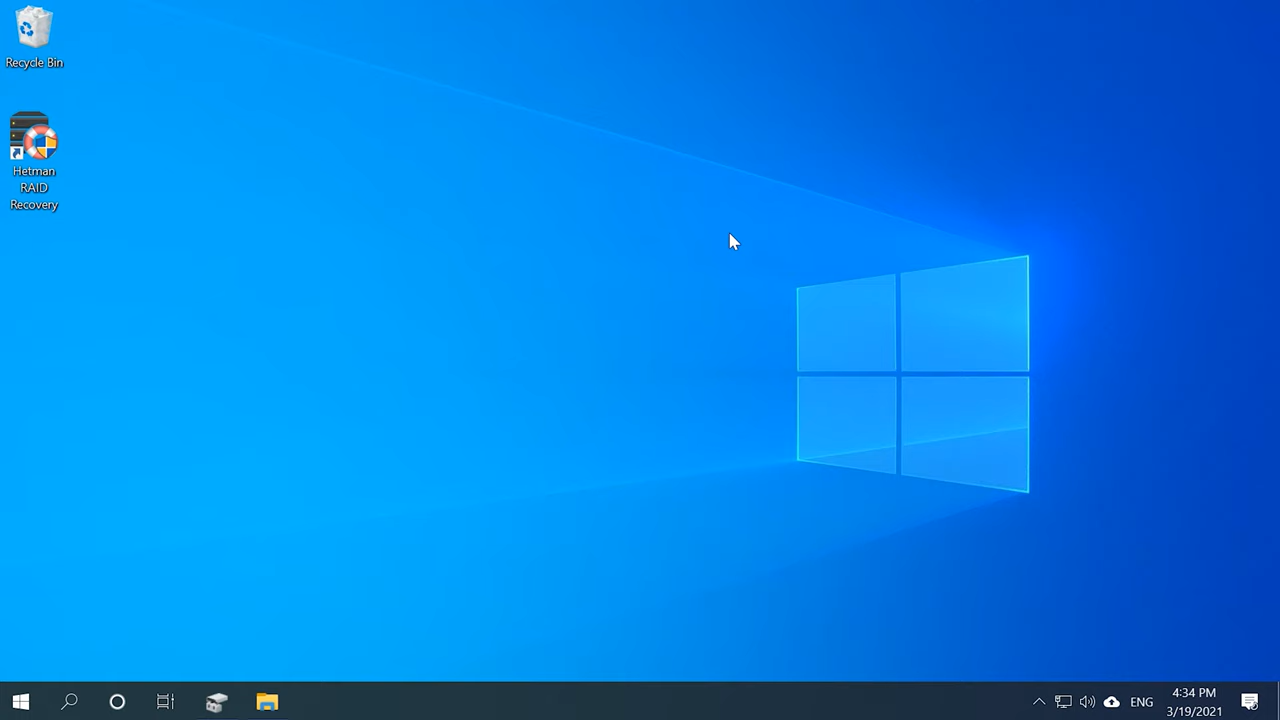 Recycle Bin
Hetman
RAID
Recovery
ENG
4:34 PM
3/19/2021